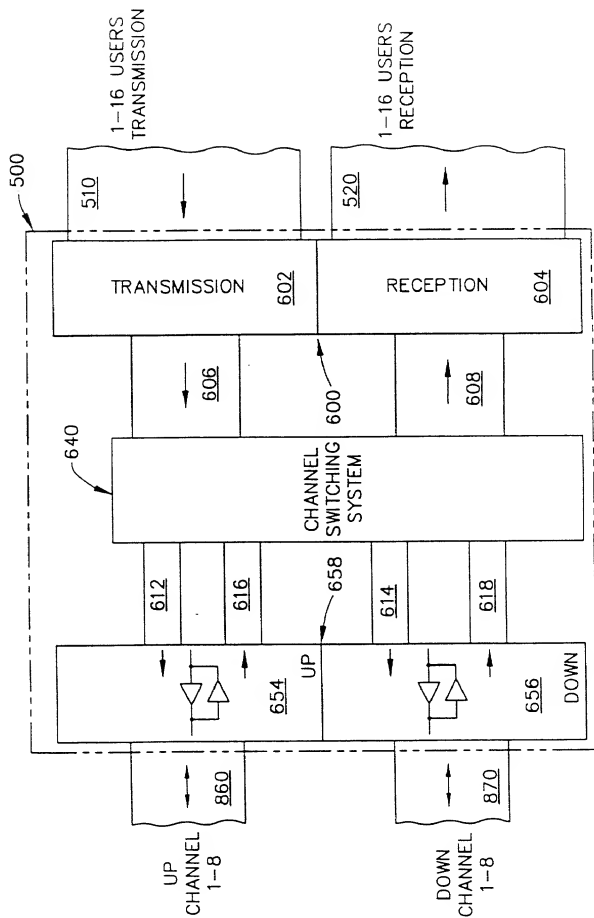 500
1-16 USERS
TRANSMISSION
510
1-16 USERS
RECEPTION
520
TRANSMISSION
602
RECEPTION
604
606
600
608
640
CHANNEL
SWITCHING
SYSTEM
612
616
658
614
618
UP
654
DOWN
656
860
870
UP
CHANNEL
1-8
DOWN
CHANNEL
1-8